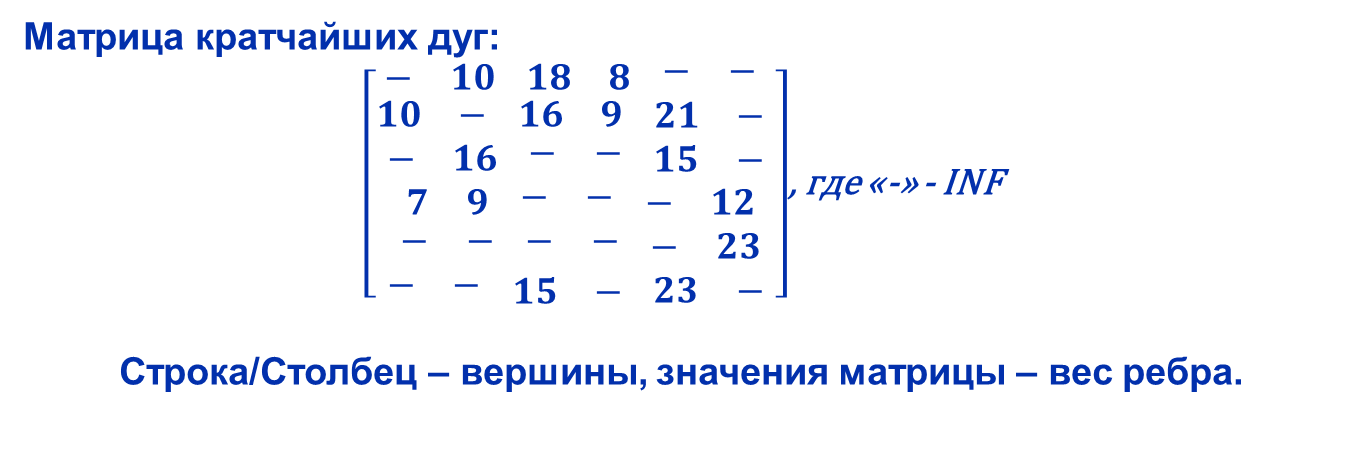 Матрица кратчайших дуг:
– 10 18 8 – –
10 – 16 9 21 –
– 16 – – 15 –
7 9 – – – 12
– – – – – 23
– – 15 – 23 –
, где «-» - INF
Строка/Столбец – вершины, значения матрицы – вес ребра.